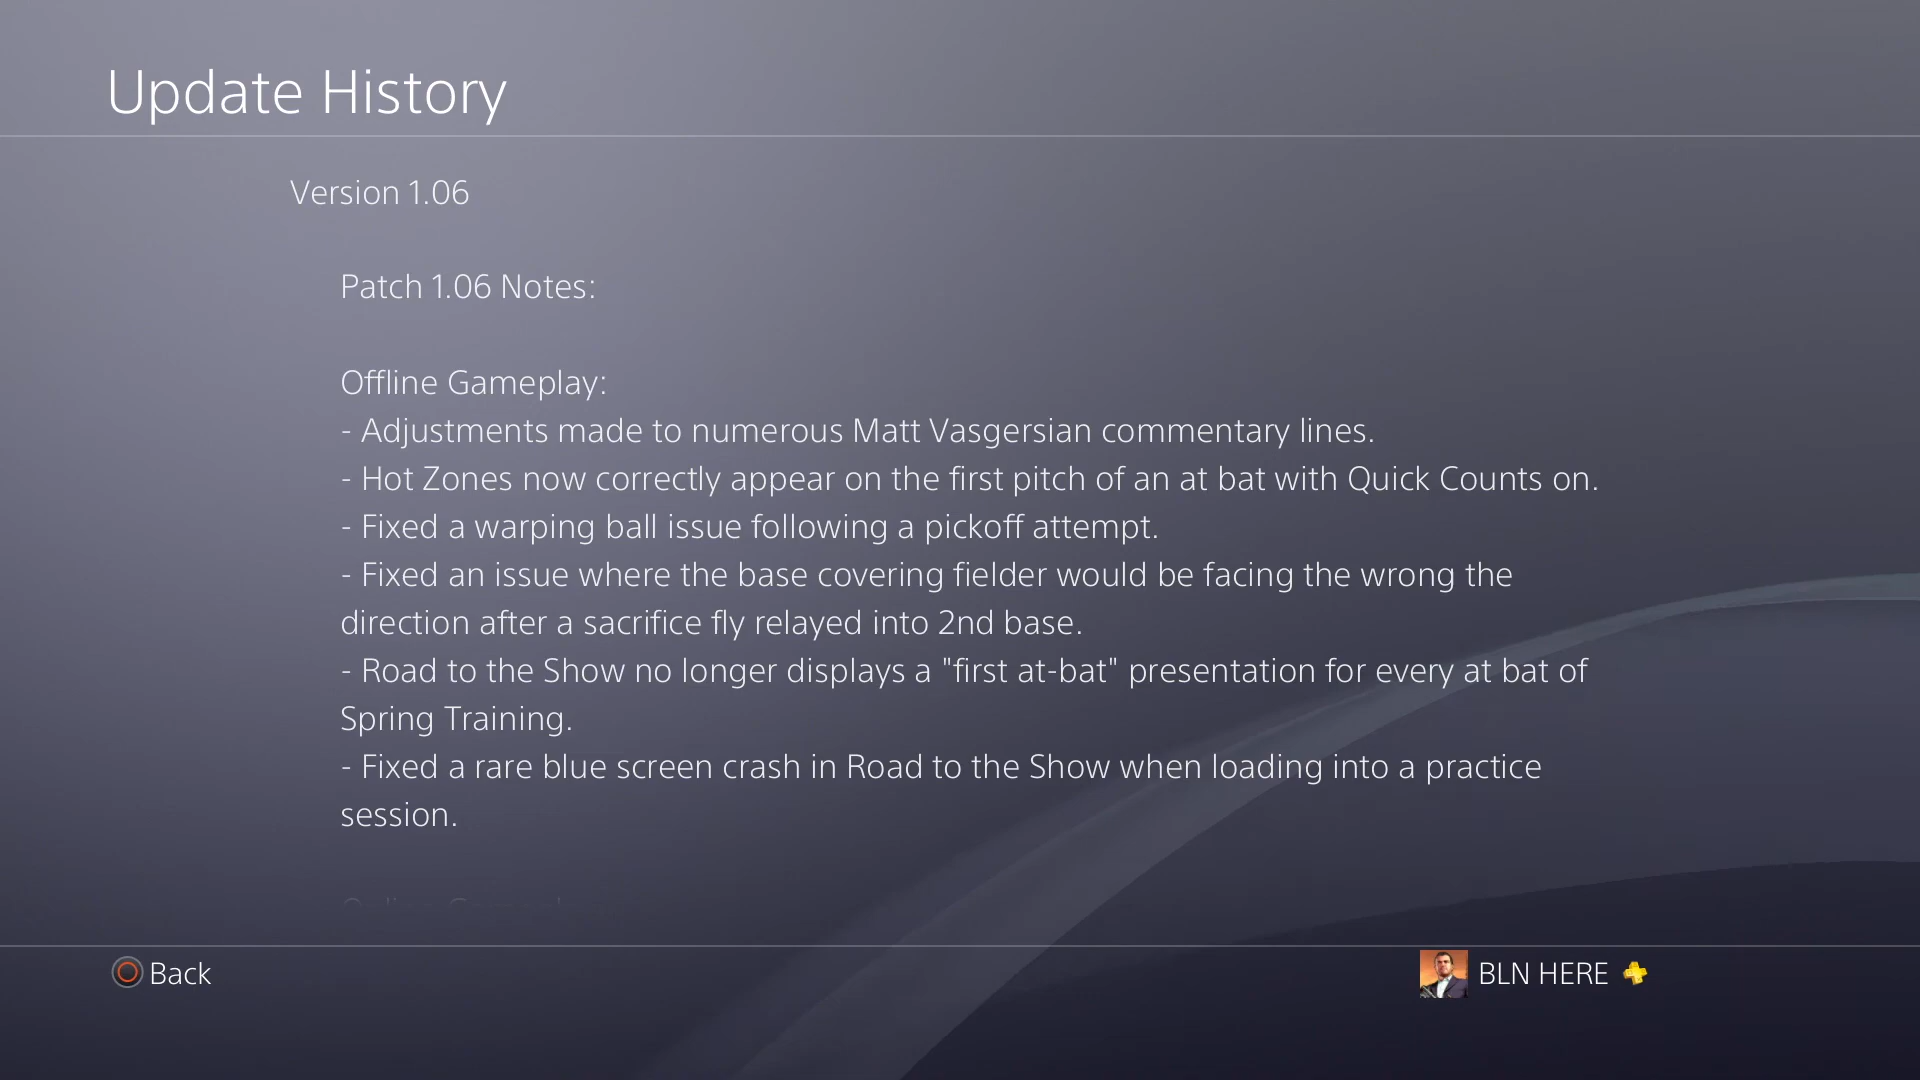 Update History
Version 1.06
Patch 1.06 Notes:
Offline Gameplay:
- Adjustments made to numerous Matt Vasgersian commentary lines.
- Hot Zones now correctly appear on the first pitch of an at bat with Quick Counts on.
- Fixed a warping ball issue following a pickoff attempt.
- Fixed an issue where the base covering fielder would be facing the wrong the
direction after a sacrifice fly relayed into 2nd base.
- Road to the Show no longer displays a "first at-bat" presentation for every at bat of
Spring Training.
- Fixed a rare blue screen crash in Road to the Show when loading into a practice
session.
Back
BLN HERE